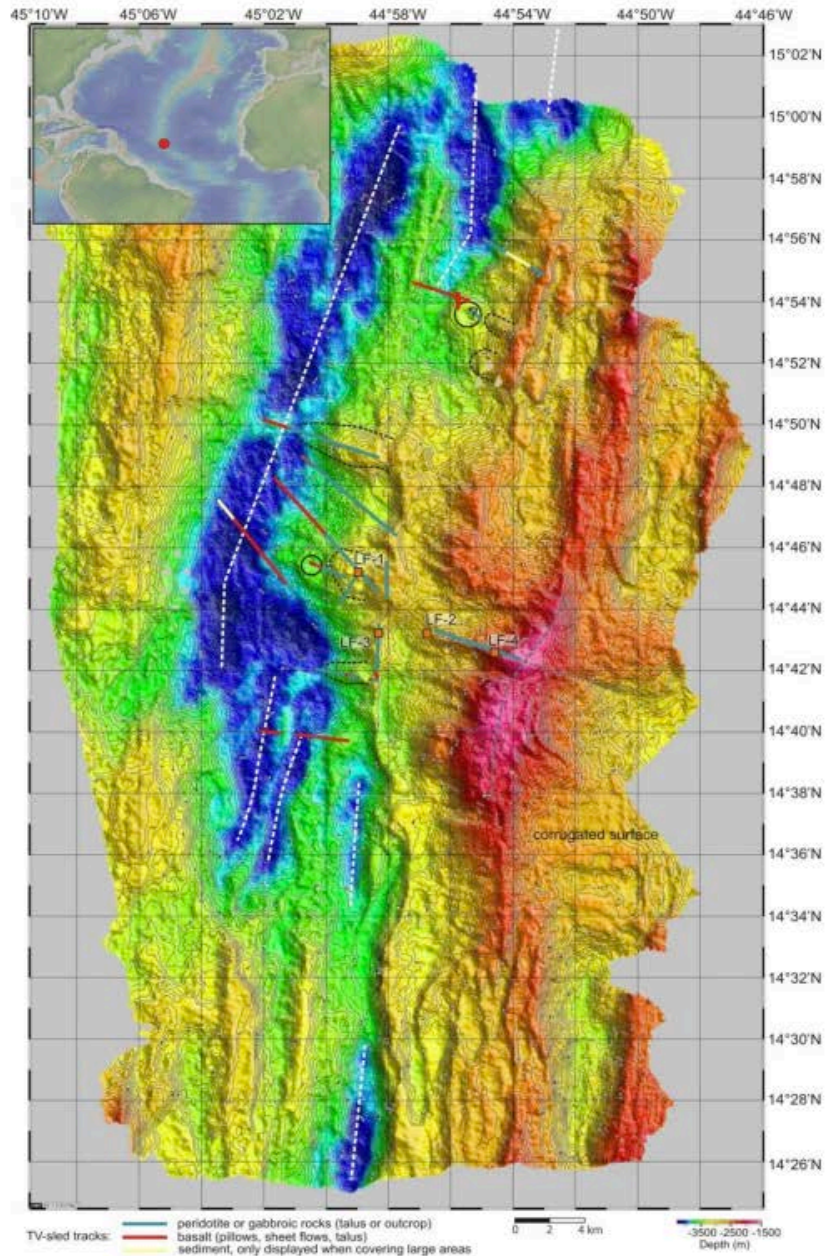 45°10'W 45°06'W 45°02'W 44°58'W 44°54'W 44°50'W 44°46'W
15°02'N
15°00'N
14°58'N
14°56'N
14°54'N
14°52'N
14°50'N
14°48'N
14°46'N
LF-1
14°44'N
LF-2
LF-3
LF-4
14°42'N
14°40'N
14°38'N
corrugated surface
14°36'N
14°34'N
14°32'N
14°30'N
14°28'N
14°26'N
TV-sled tracks:
peridotite or gabbroic rocks (talus or outcrop)
basalt (pillows, sheet flows, talus)
sediment, only displayed when covering large areas
0 2 4 km
-3500 -2500 -1500
Depth (m)